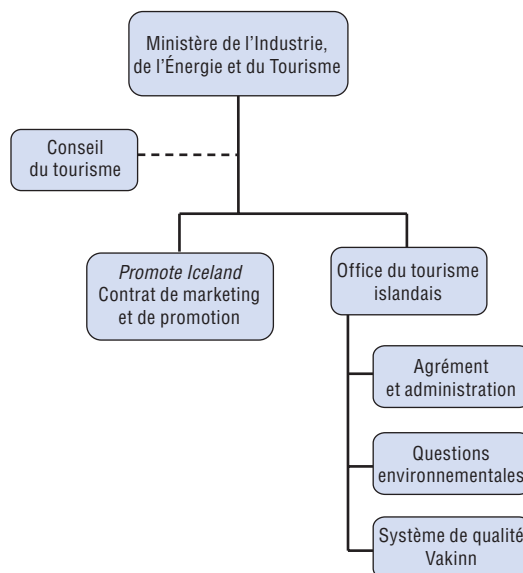 Ministère de l’Industrie,
de l’Énergie et du Tourisme
Conseil
du tourisme
Promote Iceland
Contrat de marketing
et de promotion
Office du tourisme
islandais
Agrément
et administration
Questions
environnementales
Système de qualité
Vakinn